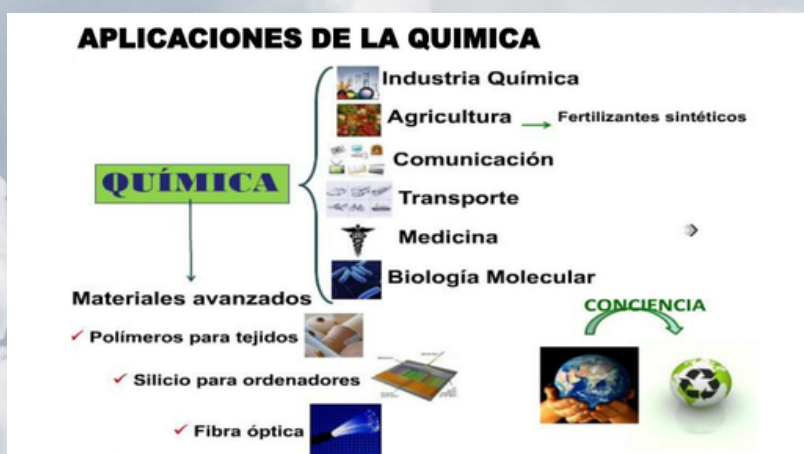 APLICACIONES DE LA QUIMICA
QUÍMICA
Industria Química
Agricultura → Fertilizantes sintéticos
Comunicación
Transporte
Medicina
Biología Molecular
Materiales avanzados
✓ Polímeros para tejidos
✓ Silicio para ordenadores
✓ Fibra óptica
CONCIENCIA